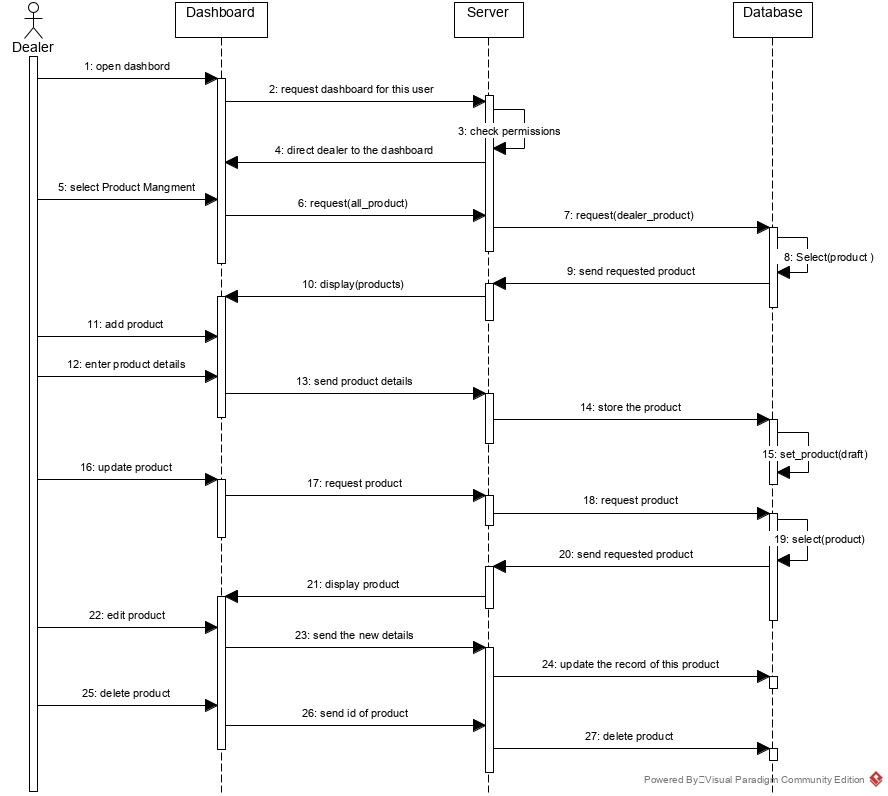 Dashboard
Server
Database
Dealer
1: open dashbord
2: request dashboard for this user
3: check permissions
4: direct dealer to the dashboard
5: select Product Mangment
6: request(all_product)
7: request(dealer_product)
8: Select(product )
9: send requested product
10: display(products)
11: add product
12: enter product details
13: send product details
14: store the product
15: set_product(draft)
16: update product
17: request product
18: request product
19: select(product)
20: send requested product
21: display product
22: edit product
23: send the new details
24: update the record of this product
25: delete product
26: send id of product
27: delete product
Powered By Visual Paradigm Community Edition